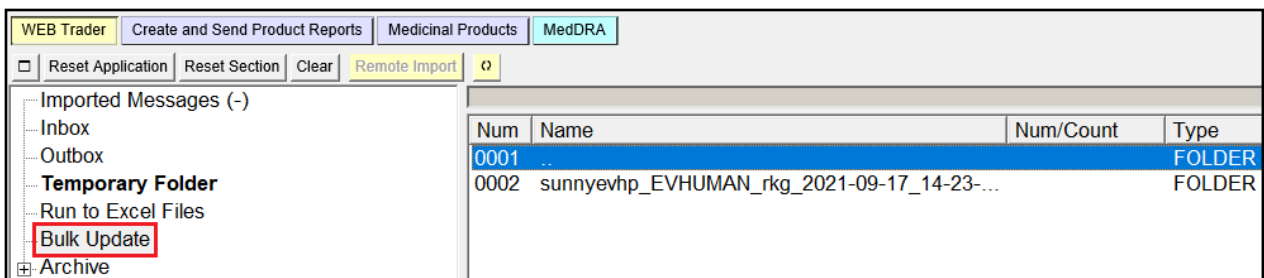 WEB Trader Create and Send Product Reports Medicinal Products MedDRA
Reset Application Reset Section Clear Remote Import
Imported Messages (-)
Inbox
Outbox
Temporary Folder
Run to Excel Files
Bulk Update
Archive
Num Name Num/Count Type
0001 .. FOLDER
0002 sunnyevhp_EVHUMAN_rkg_2021-09-17_14-23-... FOLDER